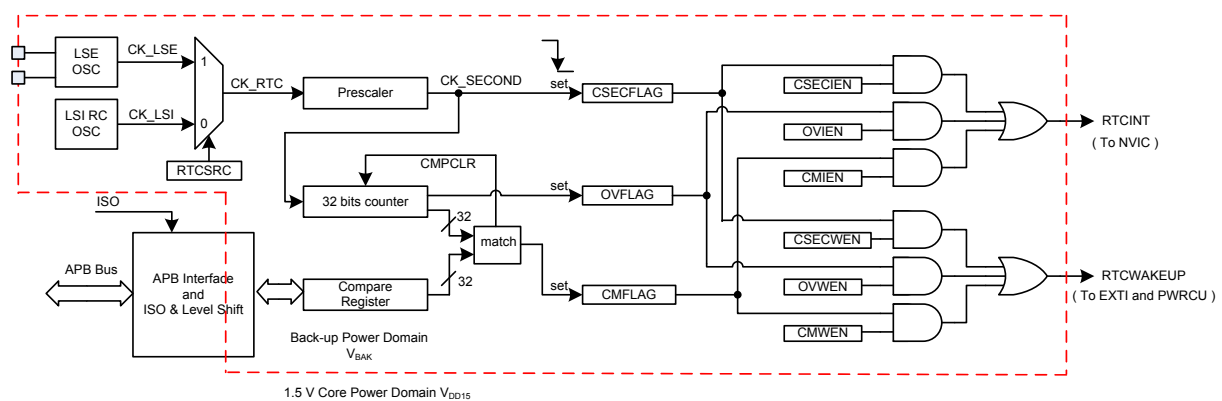 LSE
OSC
CK_LSE
1
CK_RTC
Prescaler
CK_SECOND
set
CSECFLAG
CSECIEN
LSI RC
OSC
CK_LSI
0
RTCSRC
OVIEN
RTCINT
( To NVIC )
CMPCLR
CMIEN
32 bits counter
set
OVFLAG
ISO
32
match
CSECWEN
APB Bus
APB Interface
and
ISO & Level Shift
Compare
Register
32
set
CMFLAG
OVWEN
RTCWAKEUP
( To EXTI and PWRCU )
CMWEN
Back-up Power Domain
VBAK
1.5 V Core Power Domain VDD15